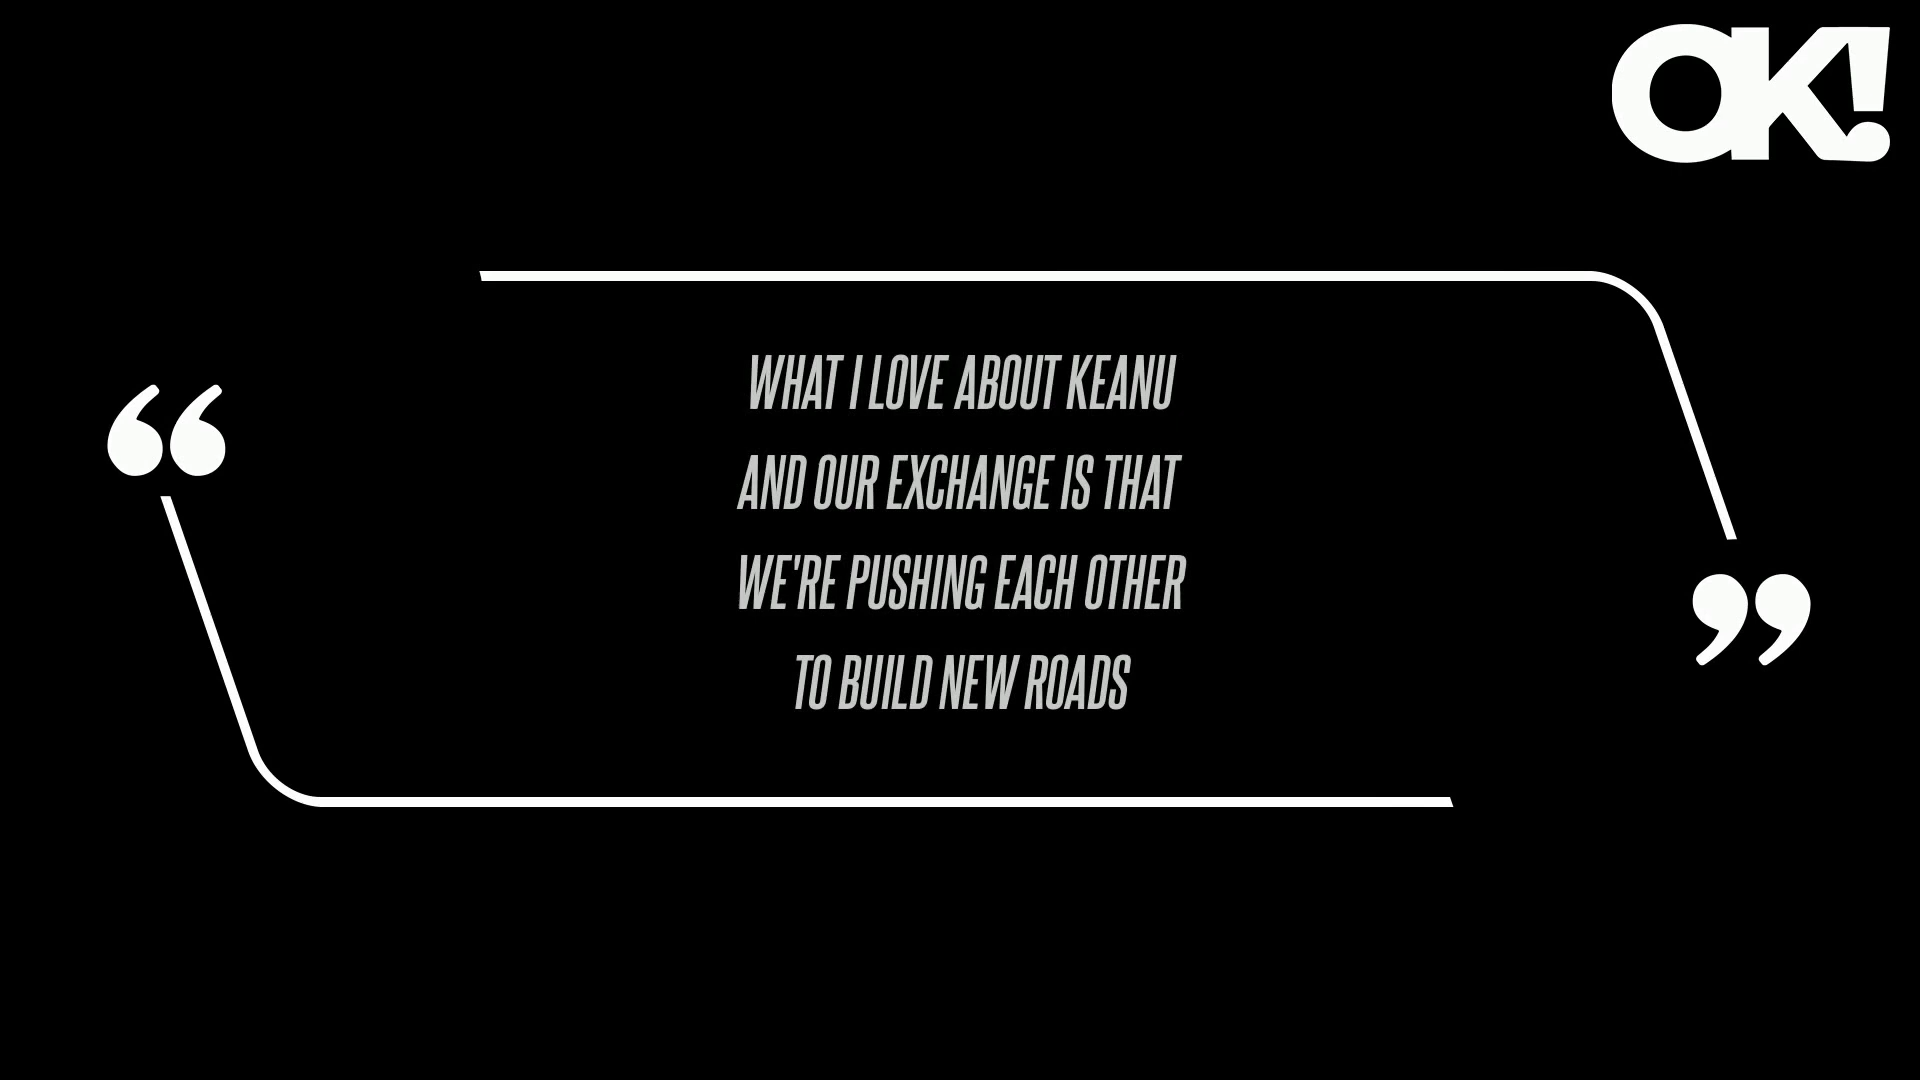 OK!
WHAT I LOVE ABOUT KEANU
AND OUR EXCHANGE IS THAT
WE'RE PUSHING EACH OTHER
TO BUILD NEW ROADS